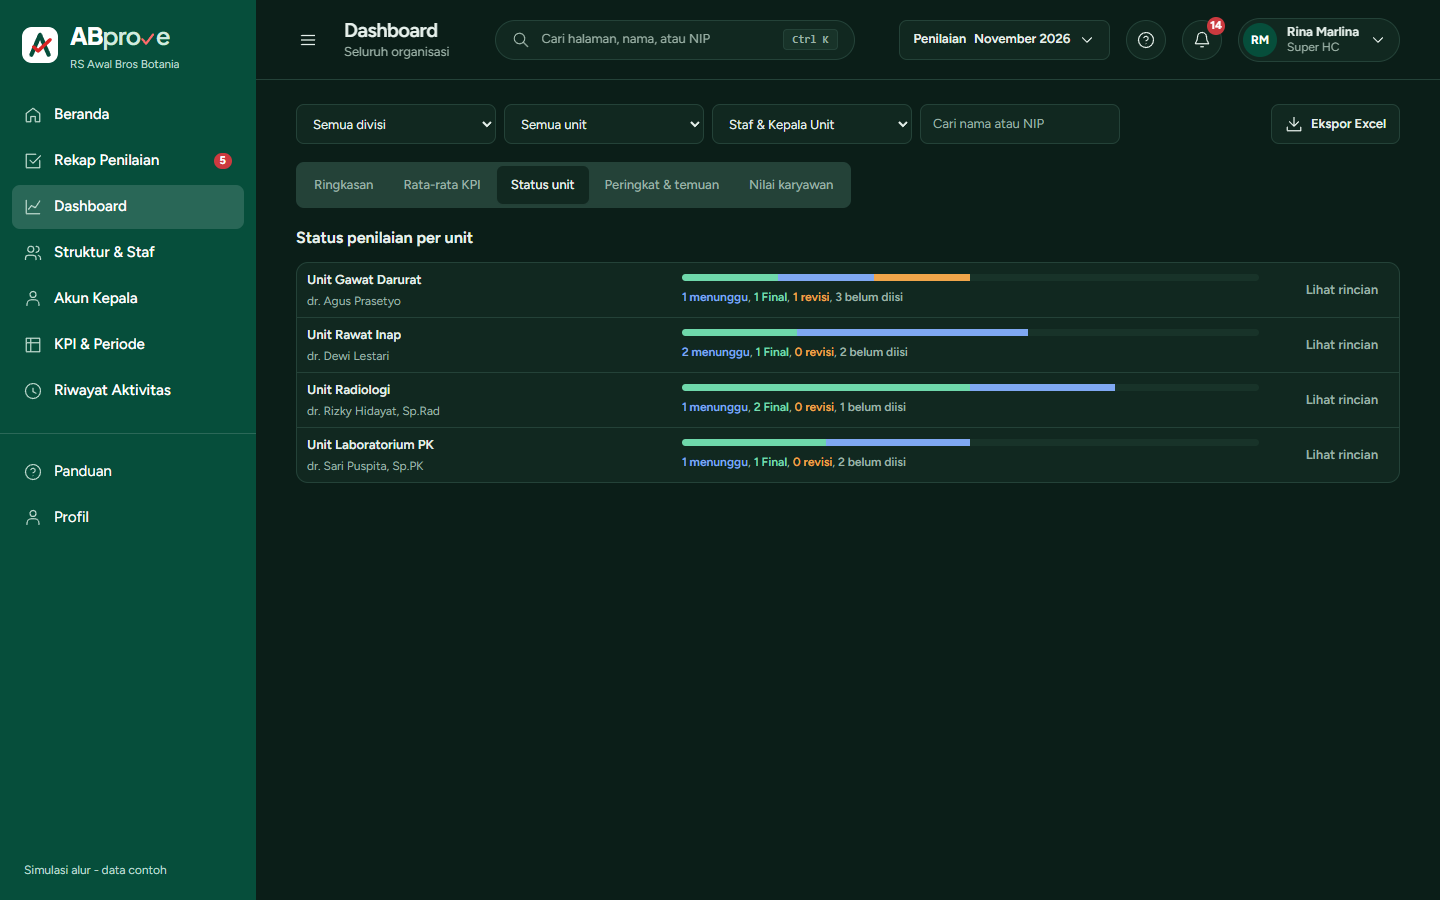 ABprove
RS Awal Bros Botania
Beranda
Rekap Penilaian 5
Dashboard
Struktur & Staf
Akun Kepala
KPI & Periode
Riwayat Aktivitas
Panduan
Profil
Simulasi alur - data contoh
Dashboard
Seluruh organisasi
Cari halaman, nama, atau NIP Ctrl K
Penilaian November 2026
14
RM
Rina Marlina
Super HC
Semua divisi
Semua unit
Staf & Kepala Unit
Cari nama atau NIP
Ekspor Excel
Ringkasan
Rata-rata KPI
Status unit
Peringkat & temuan
Nilai karyawan
Status penilaian per unit
Unit Gawat Darurat
dr. Agus Prasetyo
1 menunggu, 1 Final, 1 revisi, 3 belum diisi
Lihat rincian
Unit Rawat Inap
dr. Dewi Lestari
2 menunggu, 1 Final, 0 revisi, 2 belum diisi
Lihat rincian
Unit Radiologi
dr. Rizky Hidayat, Sp.Rad
1 menunggu, 2 Final, 0 revisi, 1 belum diisi
Lihat rincian
Unit Laboratorium PK
dr. Sari Puspita, Sp.PK
1 menunggu, 1 Final, 0 revisi, 2 belum diisi
Lihat rincian